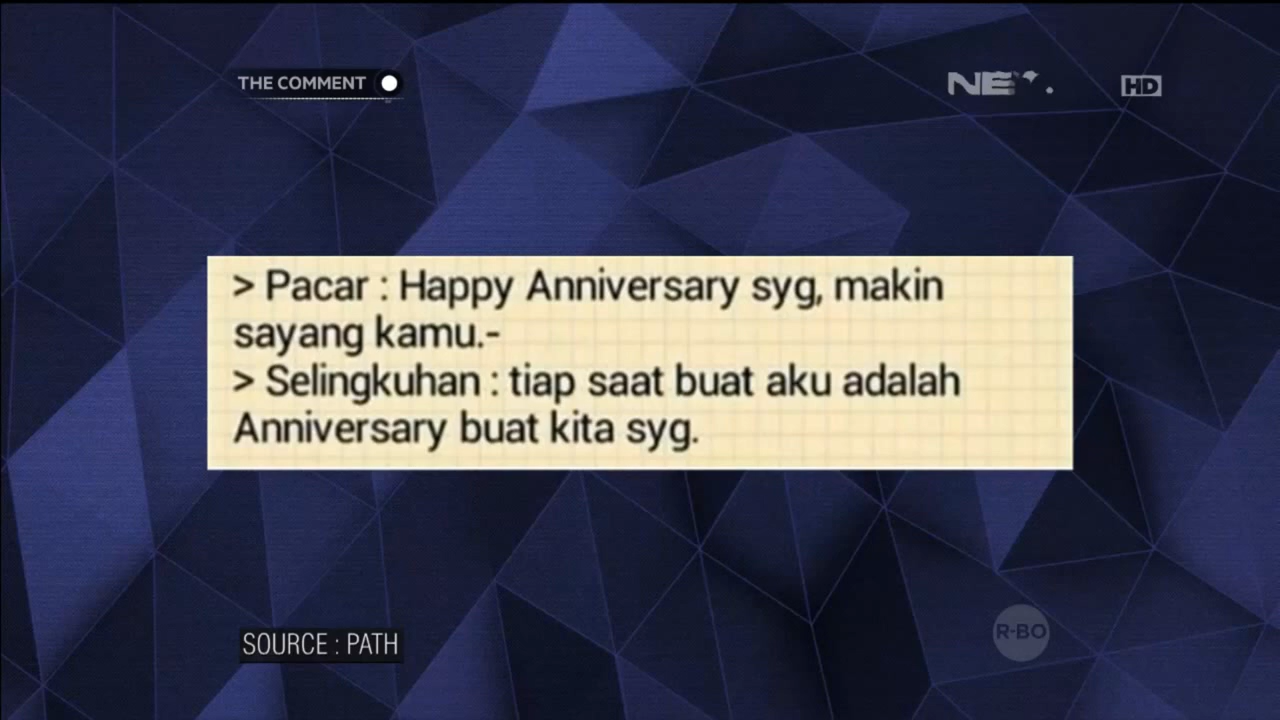 THE COMMENT
HD
> Pacar : Happy Anniversary syg, makin
sayang kamu.-
> Selingkuhan : tiap saat buat aku adalah
Anniversary buat kita syg.
SOURCE : PATH
R-BO